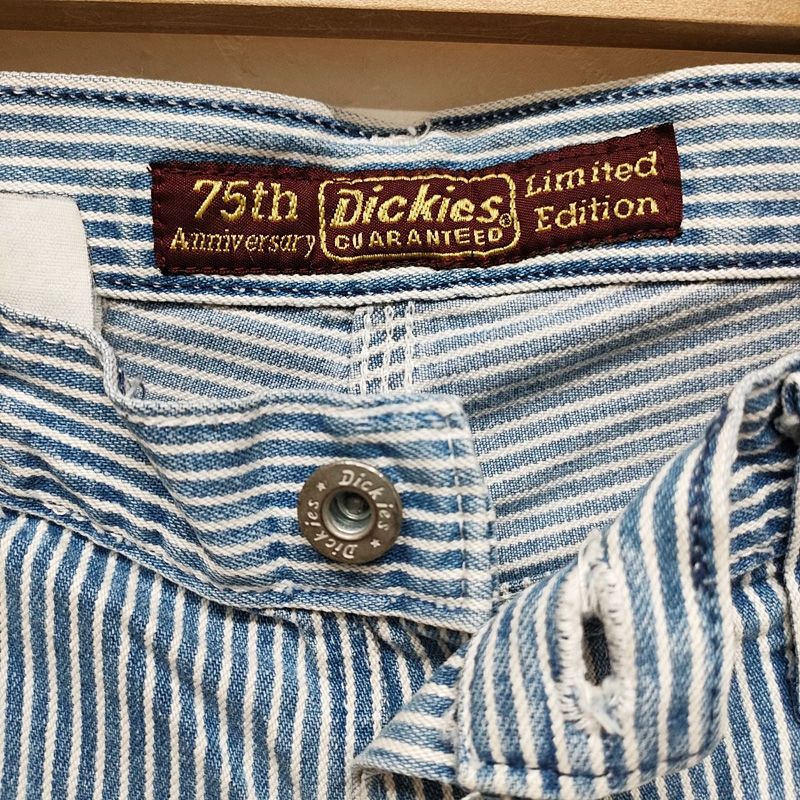 75th
Anniversary
Dickies®
GUARANTEED
Limited
Edition
★ Dickies ★ Dickies